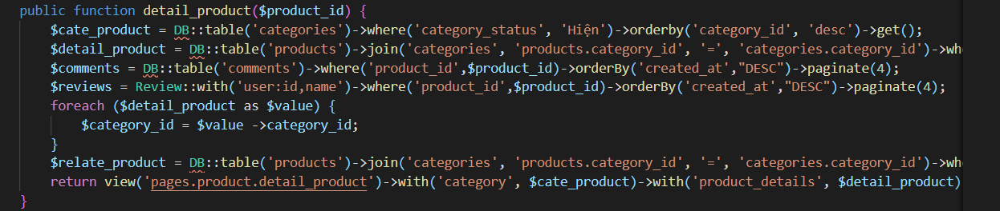 public function detail_product($product_id) {
$cate_product = DB::table('categories')->where('category_status', 'Hiện')->orderby('category_id', 'desc')->get();
$detail_product = DB::table('products')->join('categories', 'products.category_id', '=', 'categories.category_id')->whe
$comments = DB::table('comments')->where('product_id',$product_id)->orderBy('created_at',"DESC")->paginate(4);
$reviews = Review::with('user:id,name')->where('product_id',$product_id)->orderBy('created_at',"DESC")->paginate(4);
foreach ($detail_product as $value) {
$category_id = $value ->category_id;
}
$relate_product = DB::table('products')->join('categories', 'products.category_id', '=', 'categories.category_id')->whe
return view('pages.product.detail_product')->with('category', $cate_product)->with('product_details', $detail_product)
}